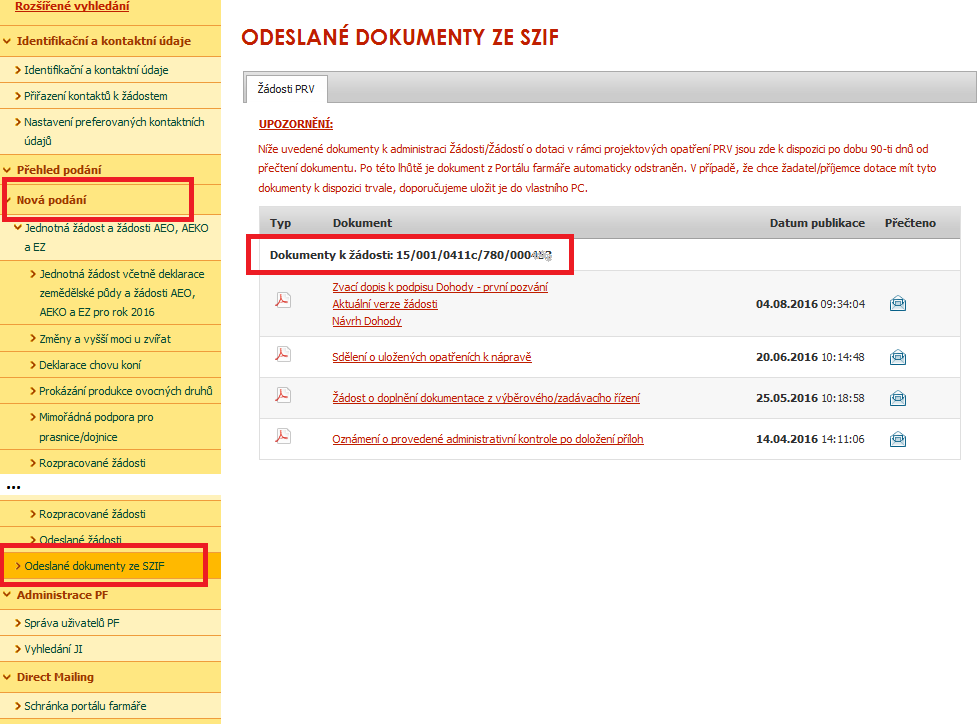 Rozšířené vyhledání
Identifikační a kontaktní údaje
Identifikační a kontaktní údaje
Přiřazení kontaktů k žádostem
Nastavení preferovaných kontaktních
údajů
Přehled podání
Nová podání
Jednotná žádost a žádosti AEO, AEKO
a EZ
Jednotná žádost včetně deklarace
zemědělské půdy a žádosti AEO,
AEKO a EZ pro rok 2016
Změny a vyšší moci u zvířat
Deklarace chovu koní
Prokázání produkce ovocných druhů
Mimořádná podpora pro
prasnice/dojnice
Rozpracované žádosti
...
Rozpracované žádosti
Odeslané žádosti
Odeslané dokumenty ze SZIF
Administrace PF
Správa uživatelů PF
Vyhledání JI
Direct Mailing
Schránka portálu farmáře
ODESLANÉ DOKUMENTY ZE SZIF
Žádosti PRV
UPOZORNĚNÍ:
Níže uvedené dokumenty k administraci Žádosti/Žádostí o dotaci v rámci projektových opatření PRV jsou zde k dispozici po dobu 90-ti dnů od
přečtení dokumentu. Po této lhůtě je dokument z Portálu farmáře automaticky odstraněn. V případě, že chce žadatel/příjemce dotace mít tyto
dokumenty k dispozici trvale, doporučujeme uložit je do vlastního PC.
Typ Dokument Datum publikace Přečteno
Dokumenty k žádosti:
Zvací dopis k podpisu Dohody - první pozvání
Aktuální verze žádosti
Návrh Dohody
04.08.2016 09:34:04
Sdělení o uložených opatřeních k nápravě 20.06.2016 10:14:48
Žádost o doplnění dokumentace z výběrového/zadávacího řízení 25.05.2016 10:18:58
Oznámení o provedené administrativní kontrole po doložení příloh 14.04.2016 14:11:06